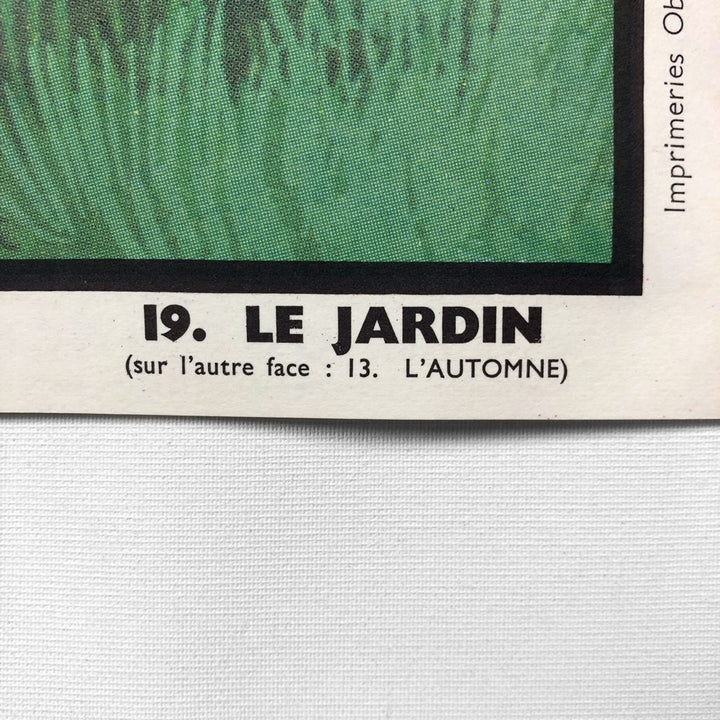 19. LE JARDIN
(sur l'autre face : 13. L'AUTOMNE)
Imprimeries